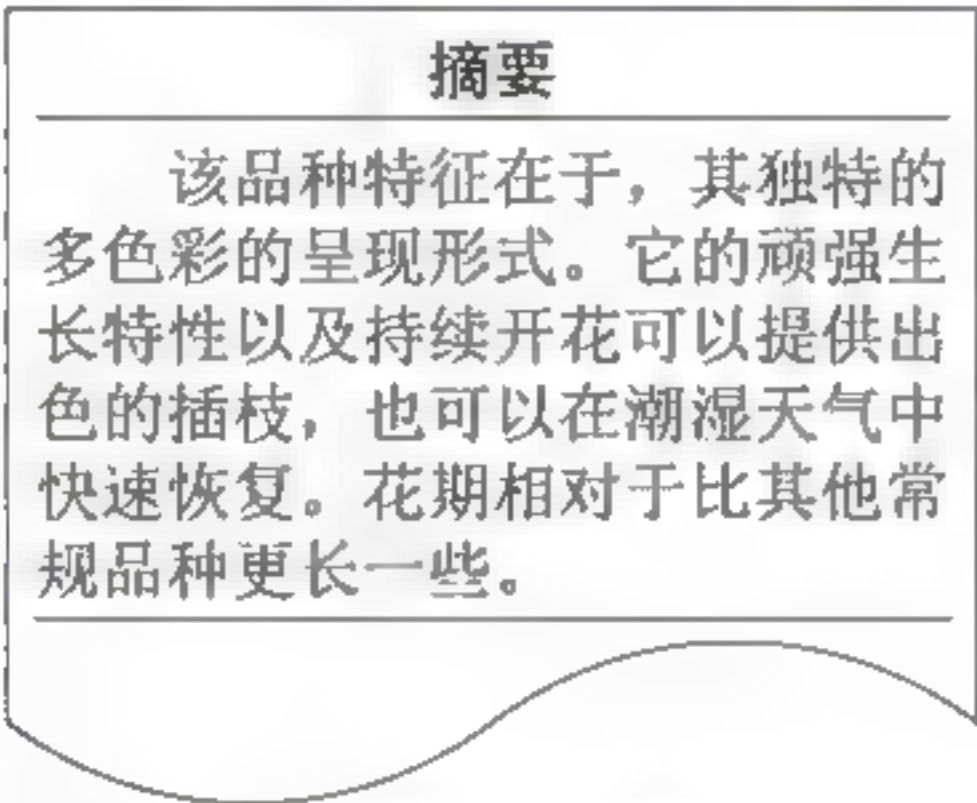 摘要
该品种特征在于，其独特的
多色彩的呈现形式。它的顽强生
长特性以及持续开花可以提供出
色的插枝，也可以在潮湿天气中
快速恢复。花期相对于比其他常
规品种更长一些。